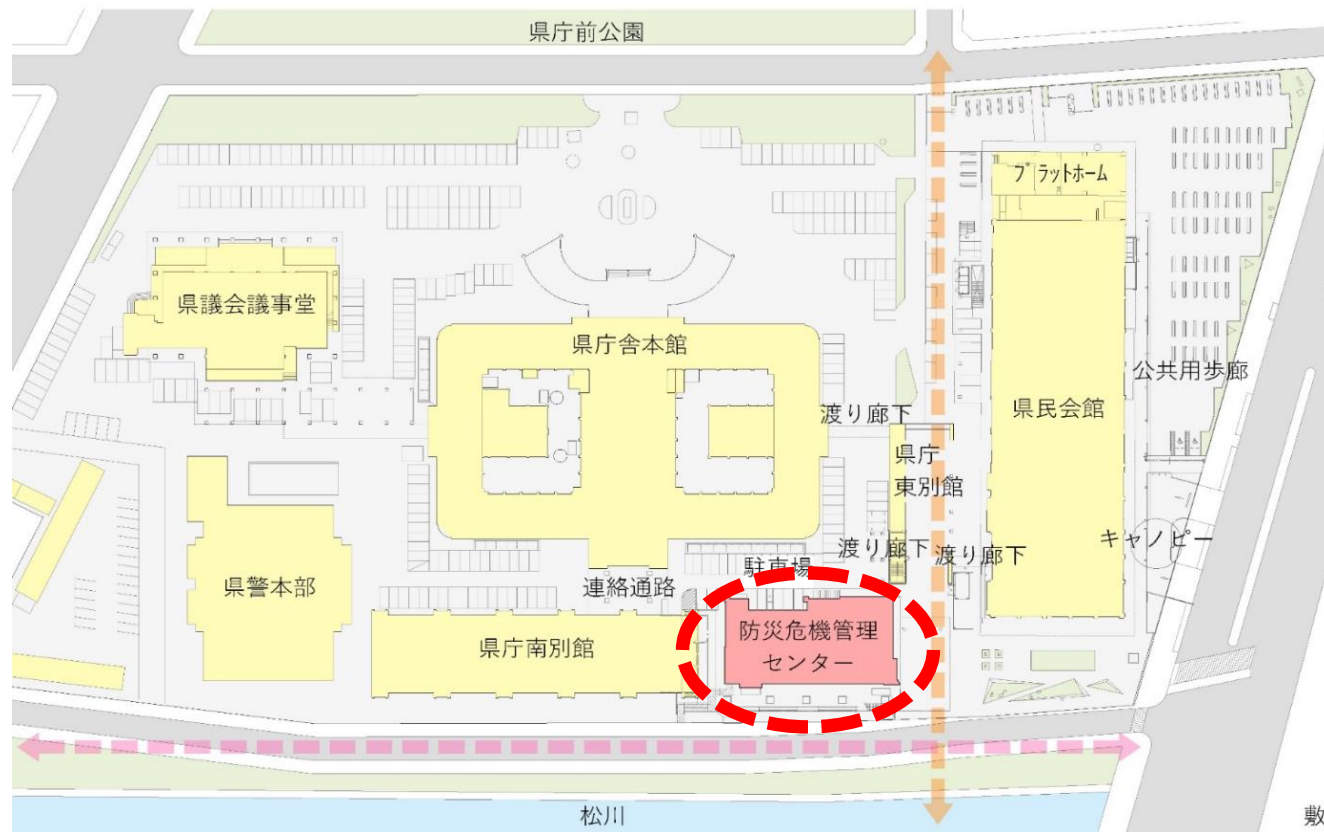 県庁前公園
プラットホーム
県議会議事堂
県庁舎本館
公共用歩廊
県民会館
渡り廊下
県庁
東別館
キャノピー
渡り廊下
渡り廊下
駐車場
連絡通路
県警本部
防災危機管理
センター
県庁南別館
松川
敷